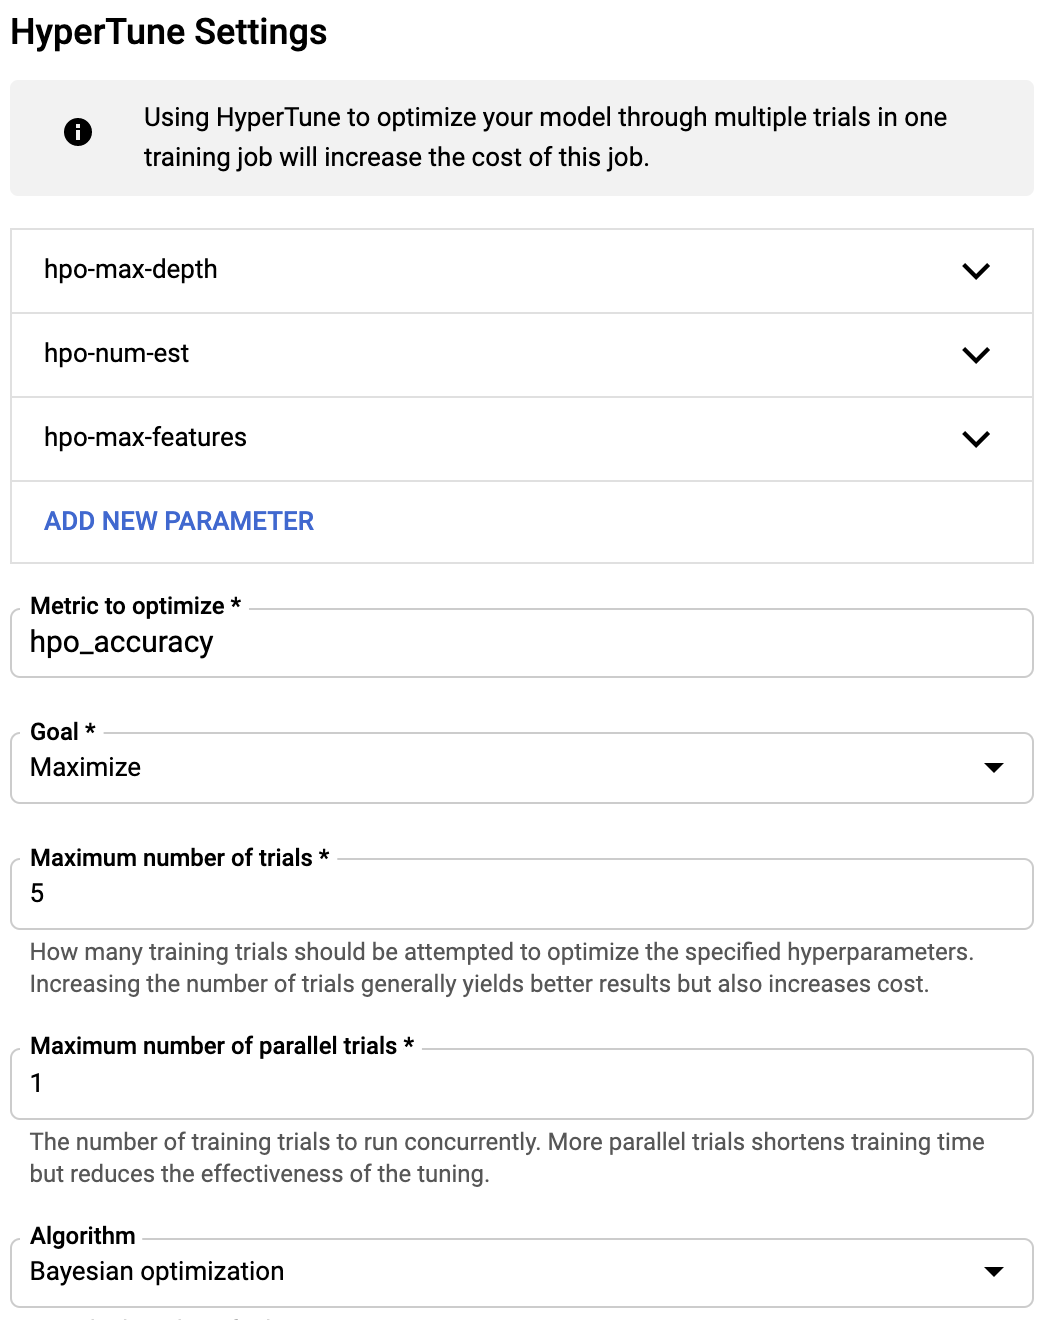 HyperTune Settings
Using HyperTune to optimize your model through multiple trials in one
training job will increase the cost of this job.
hpo-max-depth
hpo-num-est
hpo-max-features
ADD NEW PARAMETER
Metric to optimize *
hpo_accuracy
Goal *
Maximize
Maximum number of trials *
5
How many training trials should be attempted to optimize the specified hyperparameters.
Increasing the number of trials generally yields better results but also increases cost.
Maximum number of parallel trials *
1
The number of training trials to run concurrently. More parallel trials shortens training time
but reduces the effectiveness of the tuning.
Algorithm
Bayesian optimization